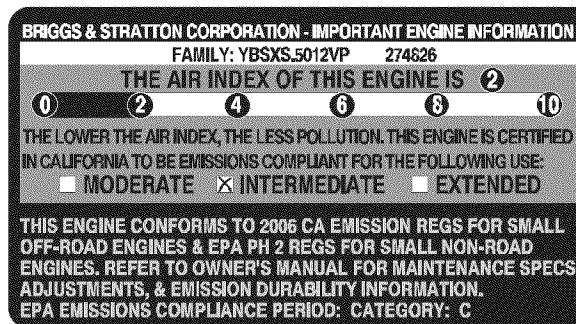 BRIGGS & STRATTON CORPORATION - IMPORTANT ENGINE INFORMATION
FAMILY: YBSXS.5012VP 274826
THE AIR INDEX OF THIS ENGINE IS 2
0 2 4 6 8 10
THE LOWER THE AIR INDEX, THE LESS POLLUTION. THIS ENGINE IS CERTIFIED
IN CALIFORNIA TO BE EMISSIONS COMPLIANT FOR THE FOLLOWING USE:
MODERATE INTERMEDIATE EXTENDED
THIS ENGINE CONFORMS TO 2006 CA EMISSION REGS FOR SMALL
OFF-ROAD ENGINES & EPA PH 2 REGS FOR SMALL NON-ROAD
ENGINES. REFER TO OWNER'S MANUAL FOR MAINTENANCE SPECS
ADJUSTMENTS, & EMISSION DURABILITY INFORMATION.
EPA EMISSIONS COMPLIANCE PERIOD: CATEGORY: C